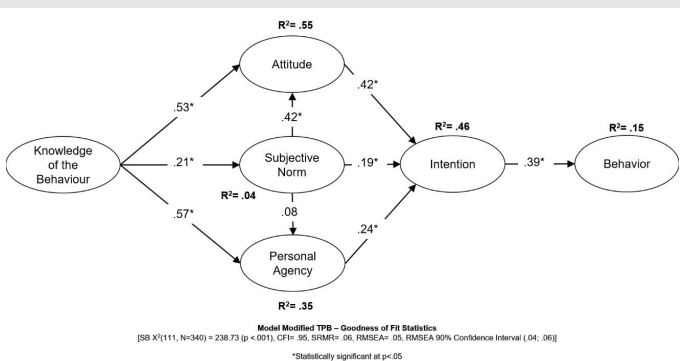 R²= .55
Attitude
.42*
.53*
.42*
R²= .46
R²= .15
Knowledge
of the
Behaviour
.21*
Subjective
Norm
.19*
Intention
.39*
Behavior
R²= .04
.57*
.08
.24*
Personal
Agency
R²= .35
Model Modified TPB – Goodness of Fit Statistics
[SB X²(111, N=340) = 238.73 (p <.001), CFI= .95, SRMR= .06, RMSEA= .05, RMSEA 90% Confidence Interval (.04; .06)]
*Statistically significant at p<.05